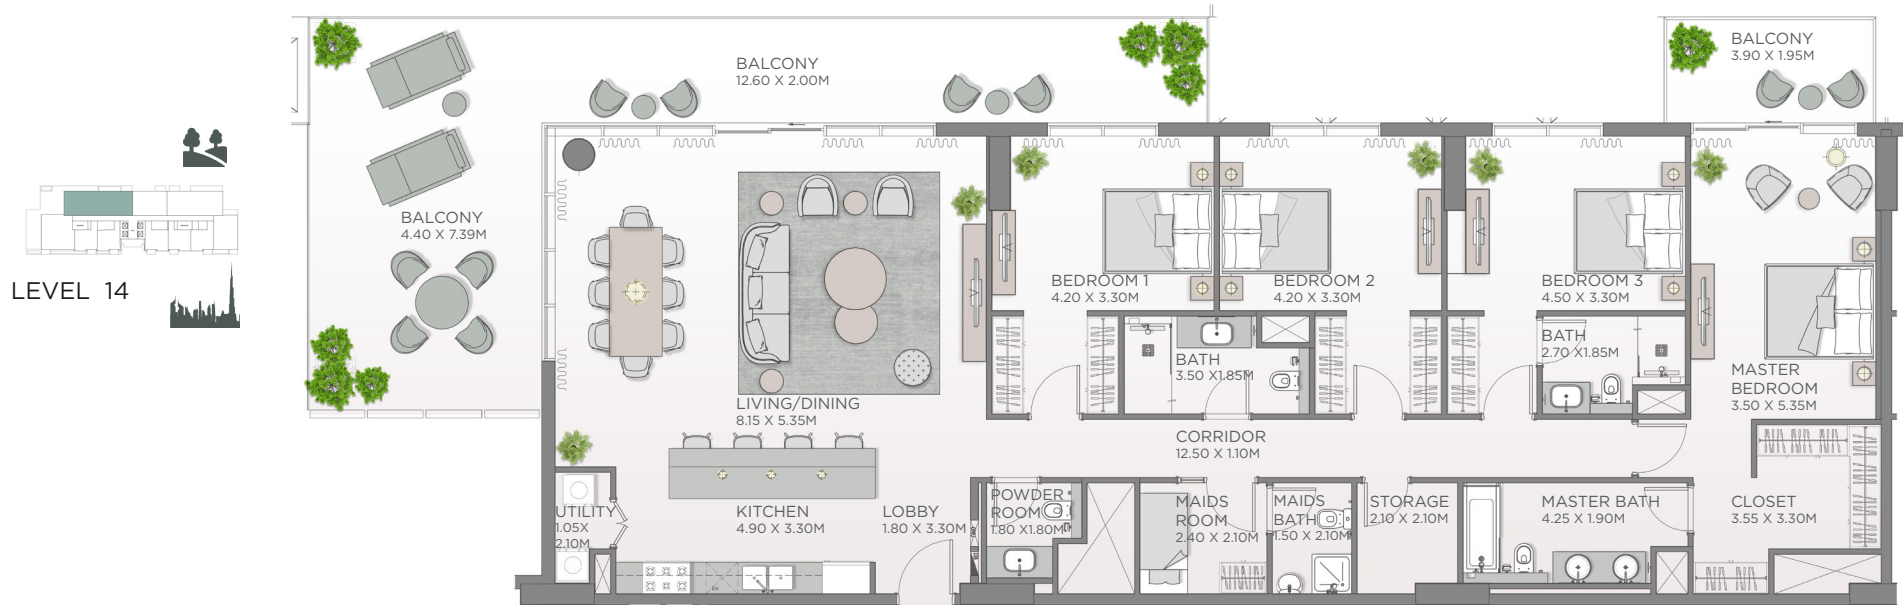 LEVEL 14
BALCONY
12.60 X 2.00M
BALCONY
3.90 X 1.95M
BALCONY
4.40 X 7.39M
BEDROOM 1
4.20 X 3.30M
BEDROOM 2
4.20 X 3.30M
BEDROOM 3
4.50 X 3.30M
BATH
3.50 X1.85M
BATH
2.70 X1.85M
MASTER
BEDROOM
3.50 X 5.35M
LIVING/DINING
8.15 X 5.35M
CORRIDOR
12.50 X 1.10M
UTILITY
1.05X
2.10M
KITCHEN
4.90 X 3.30M
LOBBY
1.80 X 3.30M
POWDER
ROOM
1.80 X1.80M
MAIDS
ROOM
2.40 X 2.10M
MAIDS
BATH
1.50 X 2.10M
STORAGE
2.10 X 2.10M
MASTER BATH
4.25 X 1.90M
CLOSET
3.55 X 3.30M